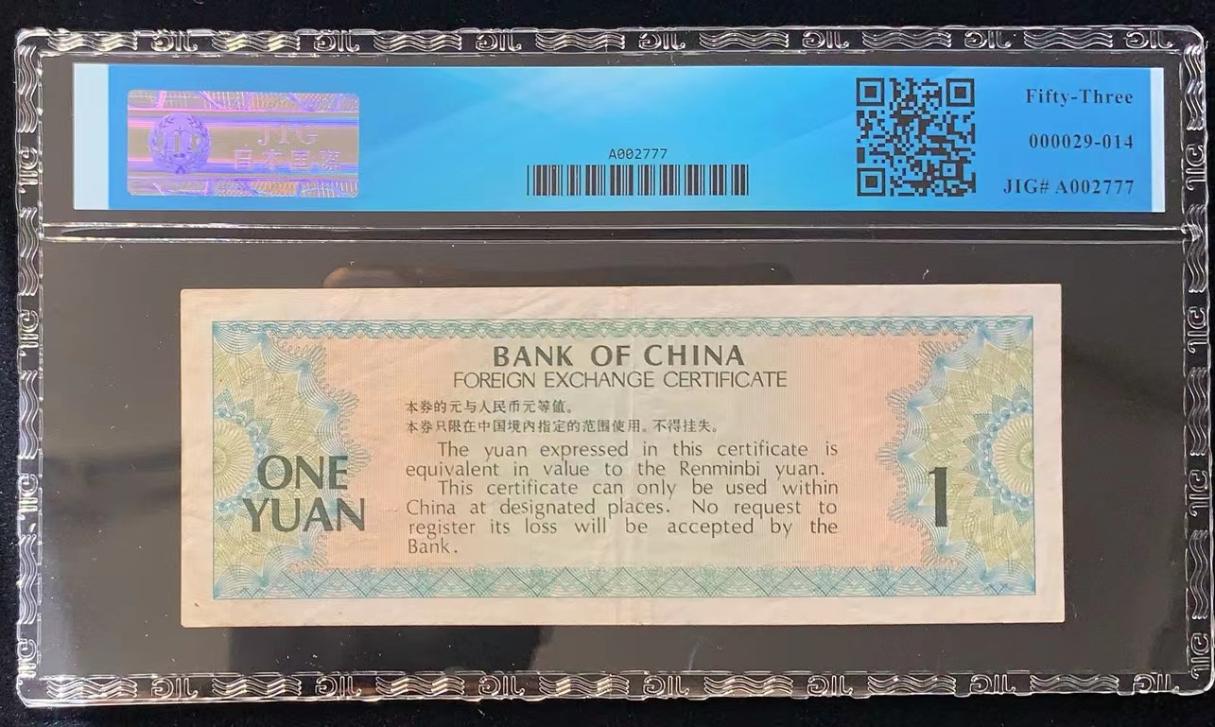 JIG
日本国
A002777
Fifty-Three
000029-014
JIG# A002777
BANK OF CHINA
FOREIGN EXCHANGE CERTIFICATE
本券的元与人民币元等值。
本券只限在中国境内指定的范围使用。不得挂失。
The yuan expressed in this certificate is
equivalent in value to the Renminbi yuan.
This certificate can only be used within
China at designated places. No request to
register its loss will be accepted by the
Bank.
ONE
YUAN
1